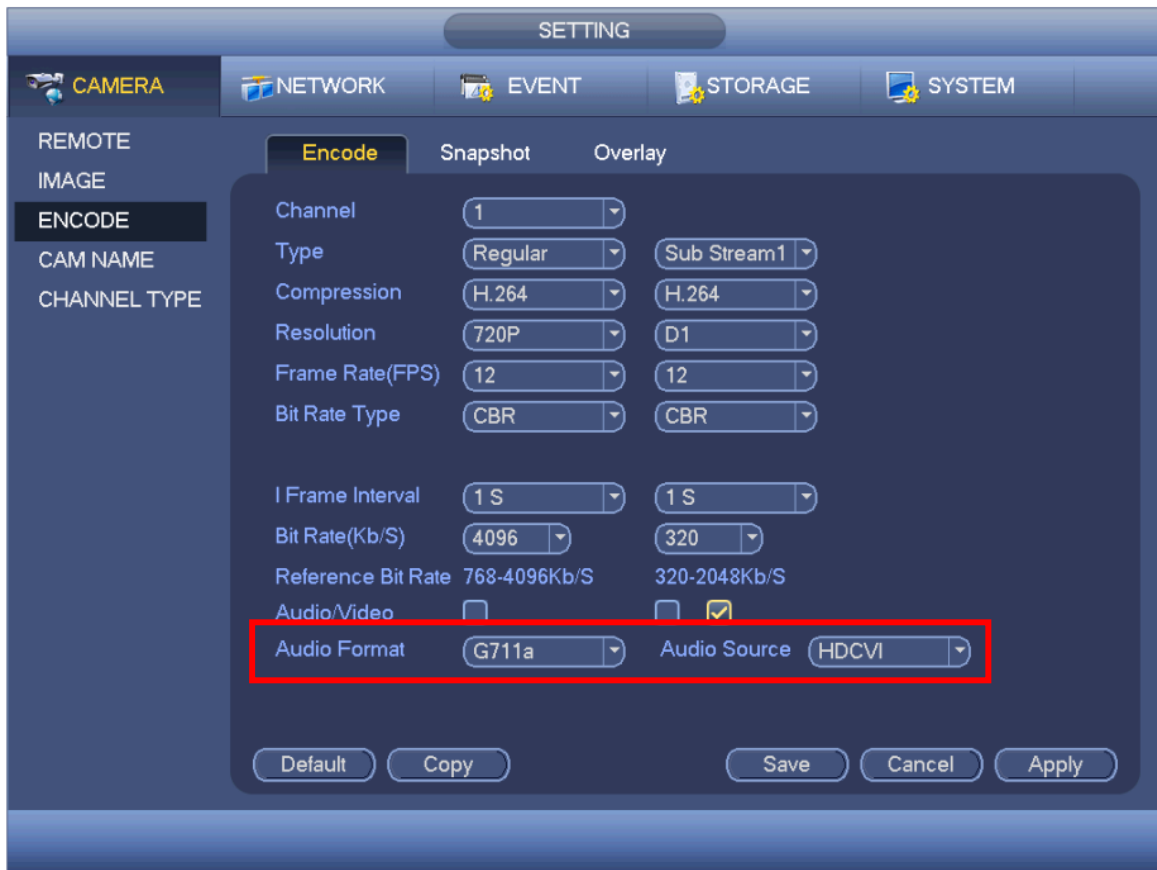 SETTING
CAMERA NETWORK EVENT STORAGE SYSTEM
REMOTE
IMAGE
ENCODE
CAM NAME
CHANNEL TYPE
Encode Snapshot Overlay
Channel 1
Type Regular Sub Stream1
Compression H.264 H.264
Resolution 720P D1
Frame Rate(FPS) 12 12
Bit Rate Type CBR CBR
I Frame Interval 1 S 1 S
Bit Rate(Kb/S) 4096 320
Reference Bit Rate 768-4096Kb/S 320-2048Kb/S
Audio/Video
Audio Format G711a Audio Source HDCVI
Default Copy Save Cancel Apply